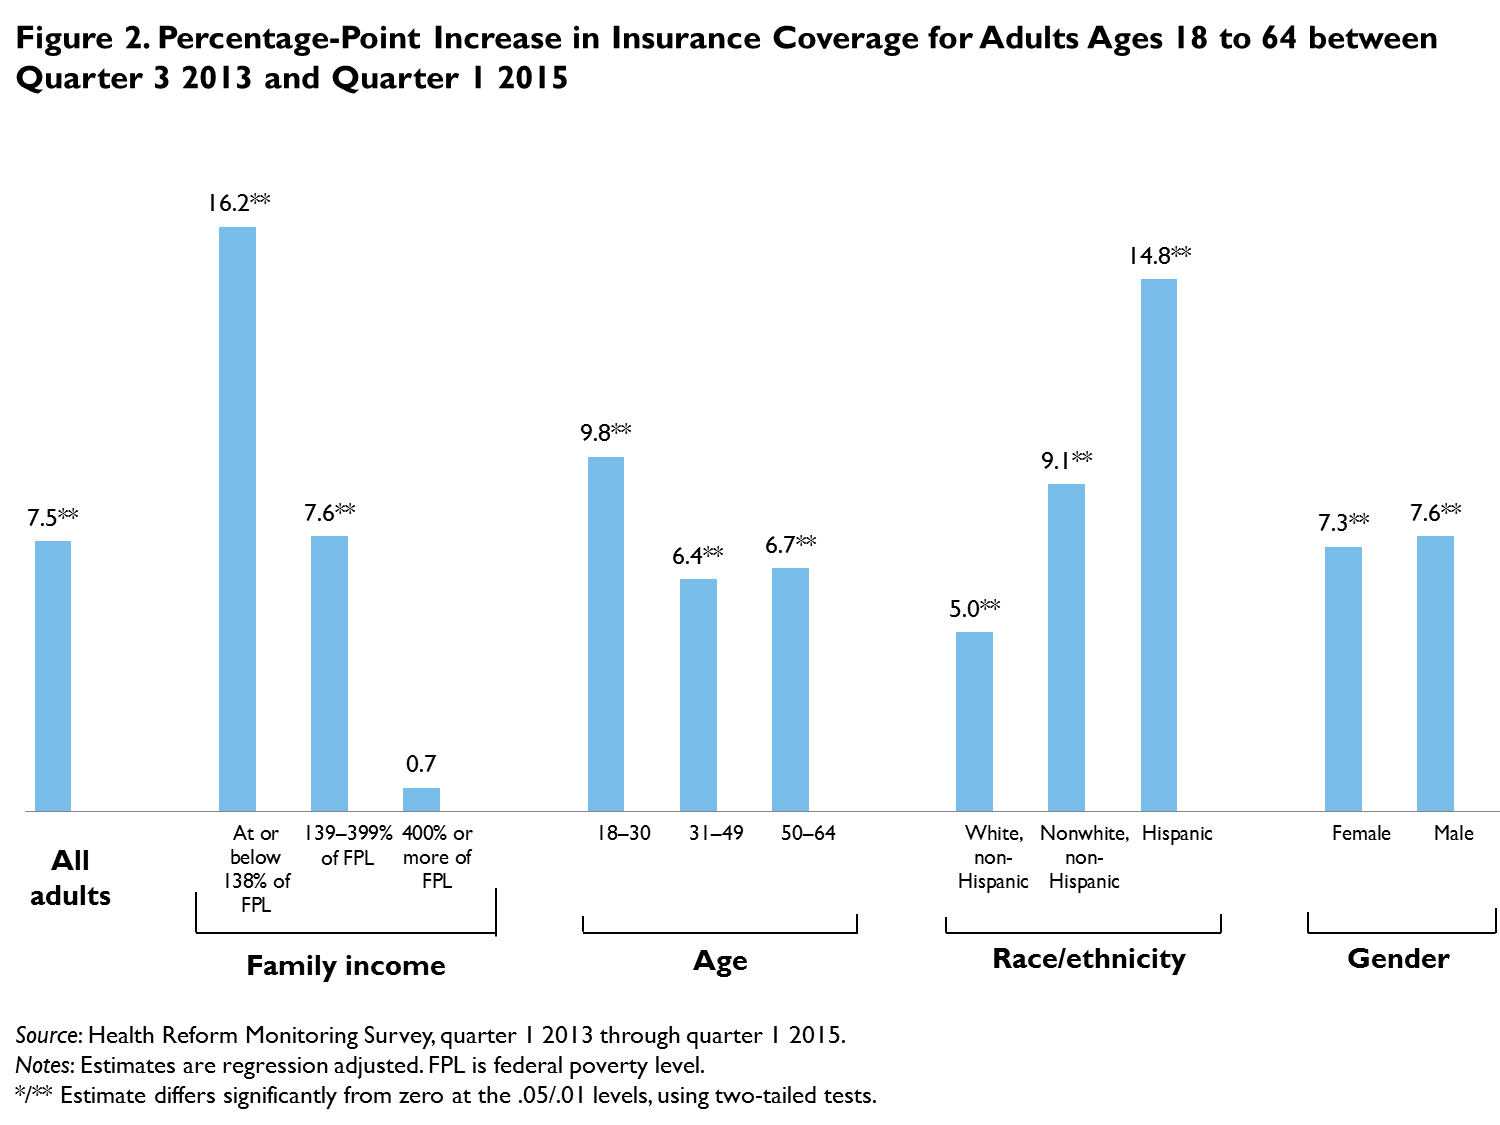 Figure 2. Percentage-Point Increase in Insurance Coverage for Adults Ages 18 to 64 between
Quarter 3 2013 and Quarter 1 2015
7.5**
16.2**
7.6**
0.7
9.8**
6.4**
6.7**
5.0**
9.1**
14.8**
7.3**
7.6**
All
adults
At or
below
138% of
FPL
139–399%
of FPL
400% or
more of
FPL
Family income
18–30
31–49
50–64
Age
White,
non-
Hispanic
Nonwhite,
non-
Hispanic
Hispanic
Race/ethnicity
Female
Male
Gender
Source: Health Reform Monitoring Survey, quarter 1 2013 through quarter 1 2015.
Notes: Estimates are regression adjusted. FPL is federal poverty level.
*/** Estimate differs significantly from zero at the .05/.01 levels, using two-tailed tests.